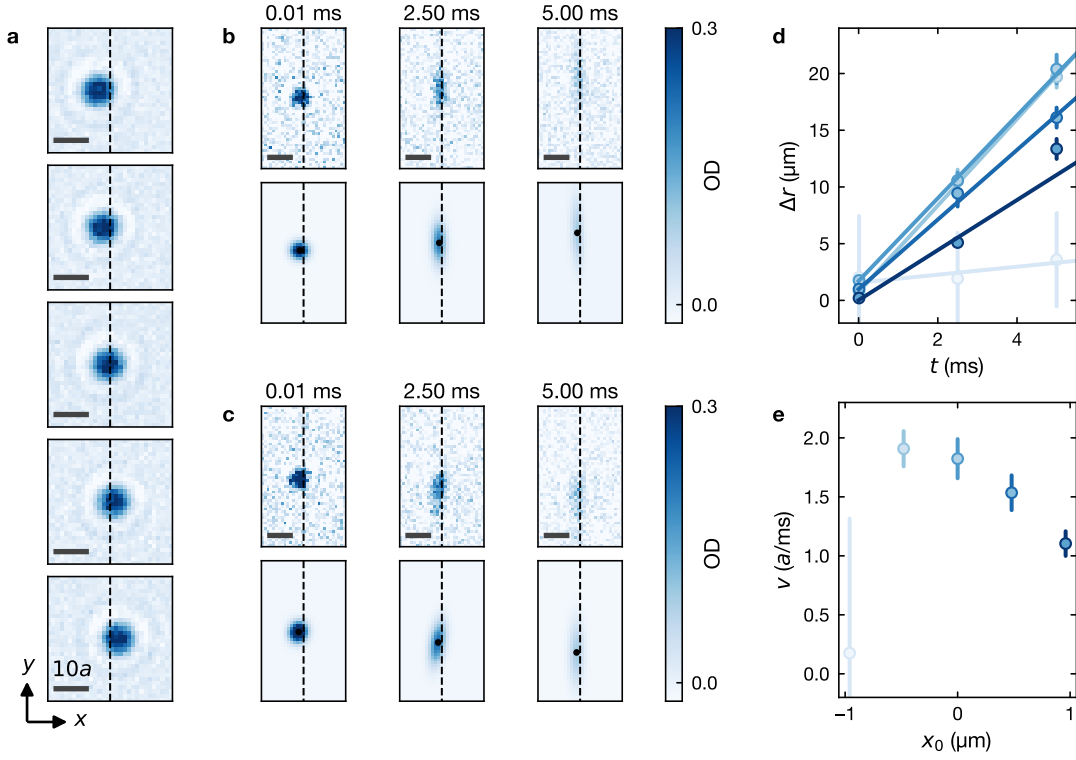 a
10a
y
x
b
0.01 ms 2.50 ms 5.00 ms
0.3
OD
0.0
c
0.01 ms 2.50 ms 5.00 ms
0.3
OD
0.0
d
20
15
10
5
0
Δr (μm)
0 2 4
t (ms)
e
2.0
1.5
1.0
0.5
0.0
v (a/ms)
−1 0 1
x₀ (μm)